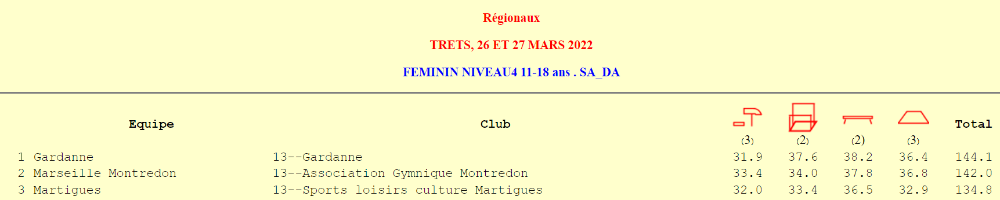 Régionaux
TRETS, 26 ET 27 MARS 2022
FEMININ NIVEAU4 11-18 ans . SA_DA
Equipe Club Total
(3) (2) (2) (3)
1 Gardanne 13--Gardanne 31.9 37.6 38.2 36.4 144.1
2 Marseille Montredon 13--Association Gymnique Montredon 33.4 34.0 37.8 36.8 142.0
3 Martigues 13--Sports loisirs culture Martigues 32.0 33.4 36.5 32.9 134.8